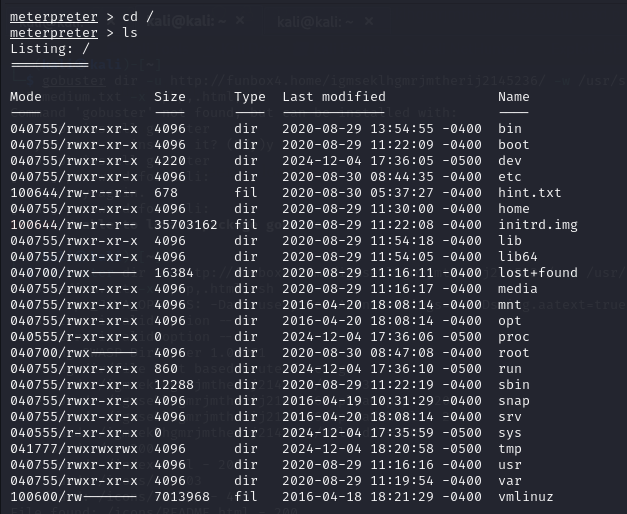 meterpreter > cd /
meterpreter > ls
Listing: /
==========
Mode Size Type Last modified Name
---- ---- ---- ------------- ----
040755/rwxr-xr-x 4096 dir 2020-08-29 13:54:55 -0400 bin
040755/rwxr-xr-x 4096 dir 2020-08-29 11:22:09 -0400 boot
040755/rwxr-xr-x 4220 dir 2024-12-04 17:36:05 -0500 dev
040755/rwxr-xr-x 4096 dir 2020-08-30 08:44:35 -0400 etc
100644/rw-r--r-- 678 fil 2020-08-30 05:37:27 -0400 hint.txt
040755/rwxr-xr-x 4096 dir 2020-08-29 11:30:00 -0400 home
100644/rw-r--r-- 35703162 fil 2020-08-29 11:22:08 -0400 initrd.img
040755/rwxr-xr-x 4096 dir 2020-08-29 11:54:18 -0400 lib
040755/rwxr-xr-x 4096 dir 2020-08-29 11:54:05 -0400 lib64
040700/rwx------ 16384 dir 2020-08-29 11:16:11 -0400 lost+found
040755/rwxr-xr-x 4096 dir 2020-08-29 11:16:17 -0400 media
040755/rwxr-xr-x 4096 dir 2016-04-20 18:08:14 -0400 mnt
040755/rwxr-xr-x 4096 dir 2016-04-20 18:08:14 -0400 opt
040555/r-xr-xr-x 0 dir 2024-12-04 17:36:06 -0500 proc
040700/rwx------ 4096 dir 2020-08-30 08:47:08 -0400 root
040755/rwxr-xr-x 860 dir 2024-12-04 17:36:10 -0500 run
040755/rwxr-xr-x 12288 dir 2020-08-29 11:22:19 -0400 sbin
040755/rwxr-xr-x 4096 dir 2016-04-19 10:31:29 -0400 snap
040755/rwxr-xr-x 4096 dir 2016-04-20 18:08:14 -0400 srv
040555/r-xr-xr-x 0 dir 2024-12-04 17:35:59 -0500 sys
041777/rwxrwxrwx 4096 dir 2024-12-04 18:20:58 -0500 tmp
040755/rwxr-xr-x 4096 dir 2020-08-29 11:16:16 -0400 usr
040755/rwxr-xr-x 4096 dir 2020-08-29 11:19:54 -0400 var
100600/rw------- 7013968 fil 2016-04-18 18:21:29 -0400 vmlinuz